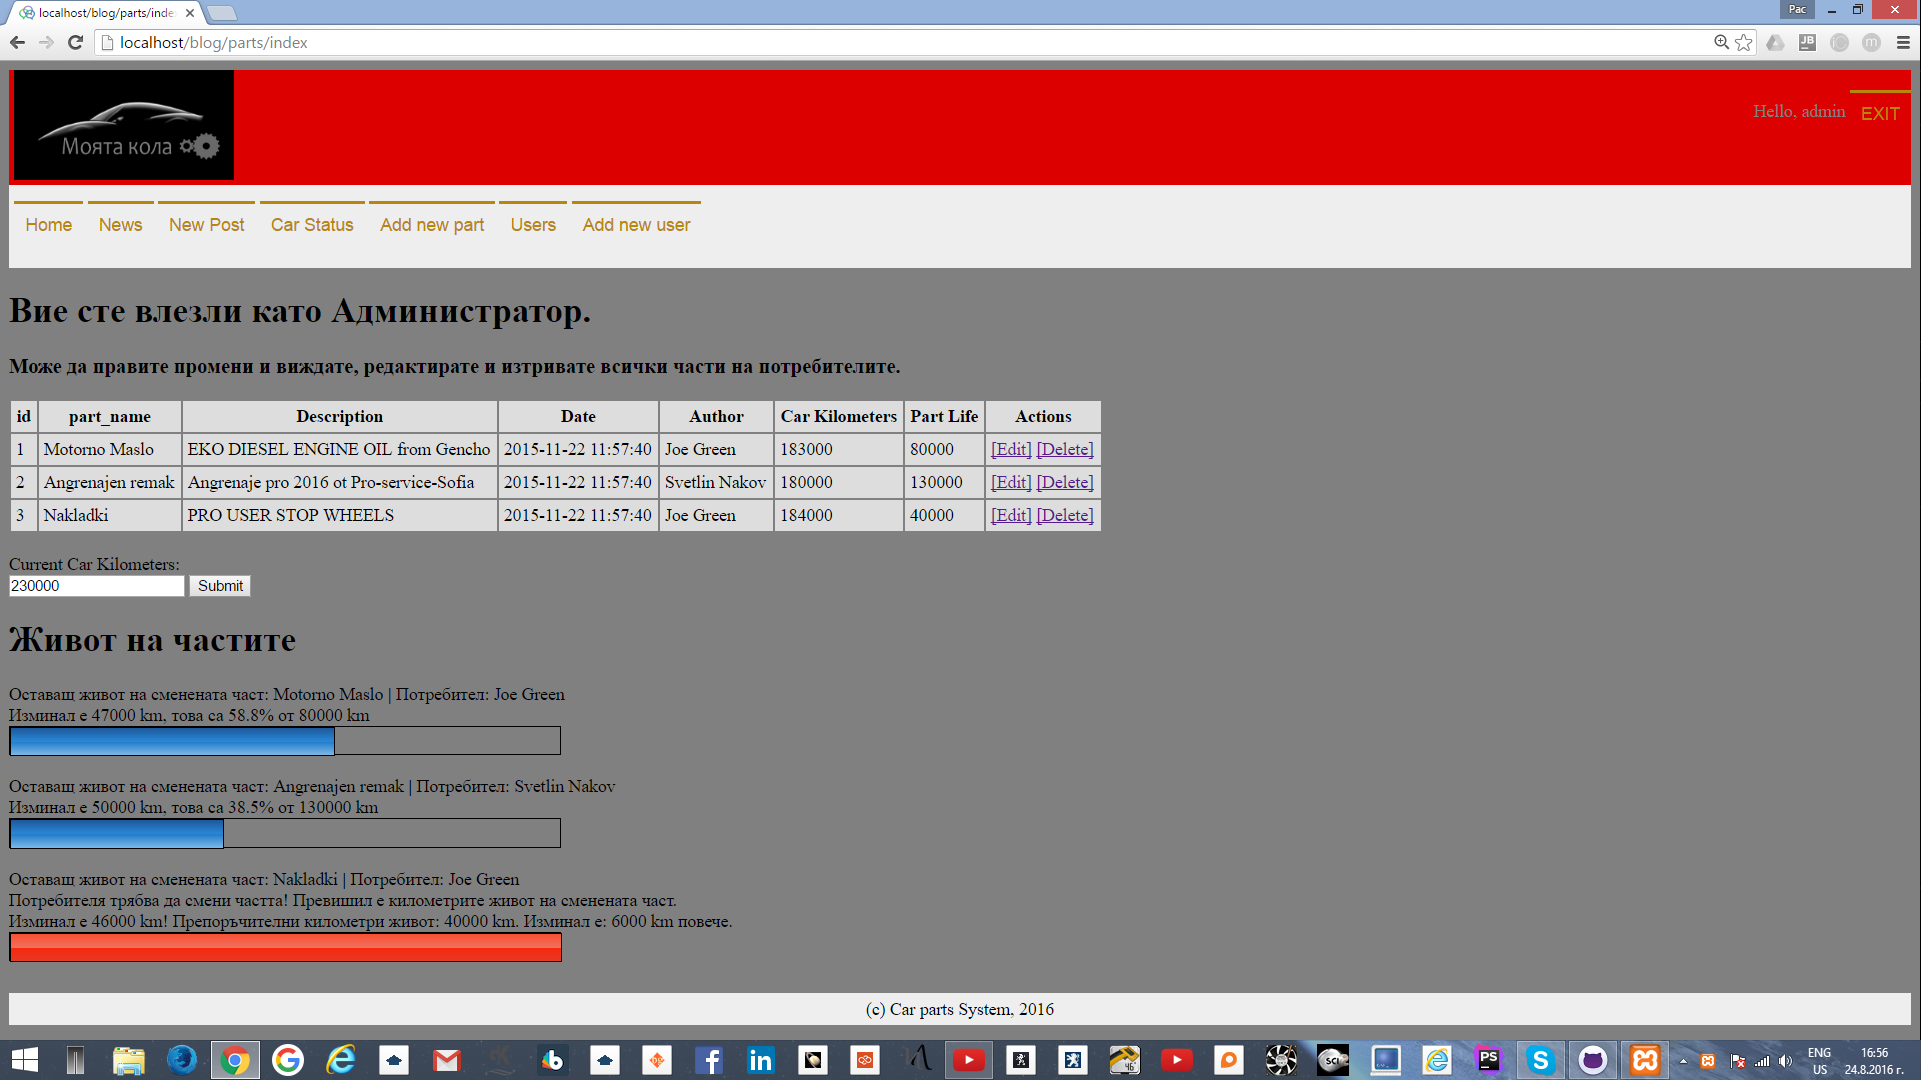 localhost/blog/parts/inde
Pac
localhost/blog/parts/index
Моята кола
Hello, admin EXIT
Home News New Post Car Status Add new part Users Add new user
Вие сте влезли като Администратор.
Може да правите промени и виждате, редактирате и изтривате всички части на потребителите.
id part_name Description Date Author Car Kilometers Part Life Actions
1 Motorno Maslo EKO DIESEL ENGINE OIL from Gencho 2015-11-22 11:57:40 Joe Green 183000 80000 [Edit] [Delete]
2 Angrenajen remak Angrenaje pro 2016 ot Pro-service-Sofia 2015-11-22 11:57:40 Svetlin Nakov 180000 130000 [Edit] [Delete]
3 Nakladki PRO USER STOP WHEELS 2015-11-22 11:57:40 Joe Green 184000 40000 [Edit] [Delete]
Current Car Kilometers:
230000 Submit
Живот на частите
Оставащ живот на сменената част: Motorno Maslo | Потребител: Joe Green
Изминал е 47000 km, това са 58.8% от 80000 km
Оставащ живот на сменената част: Angrenajen remak | Потребител: Svetlin Nakov
Изминал е 50000 km, това са 38.5% от 130000 km
Оставащ живот на сменената част: Nakladki | Потребител: Joe Green
Потребителя трябва да смени частта! Превишил е километрите живот на сменената част.
Изминал е 46000 km! Препоръчителни километри живот: 40000 km. Изминал е: 6000 km повече.
(c) Car parts System, 2016
ENG 16:56
US 24.8.2016 г.